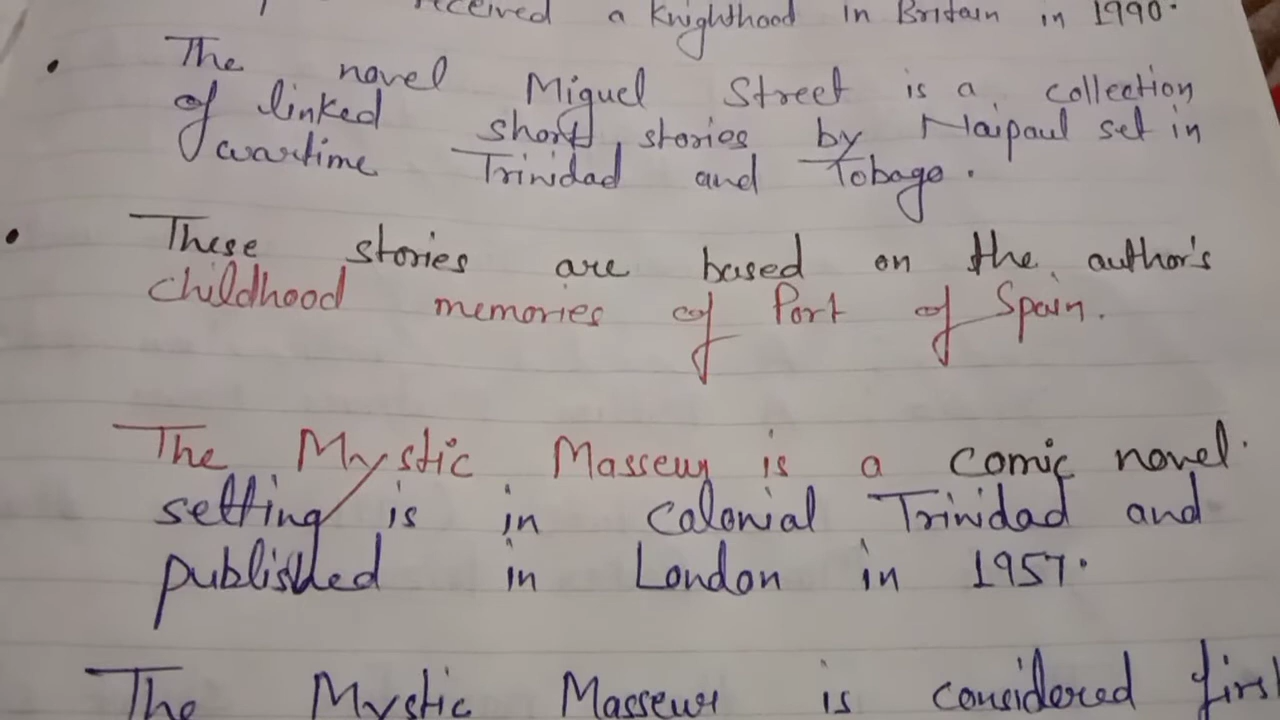 received a Knighthood in Britain in 1990.
The novel Miguel Street is a collection
of linked short stories by Naipaul set in
wartime Trinidad and Tobago.
These stories are based on the author's
childhood memories of Port of Spain.
The Mystic Masseur is a comic novel.
setting is in colonial Trinidad and
published in London in 1957.
The Mystic Masseur is considered first